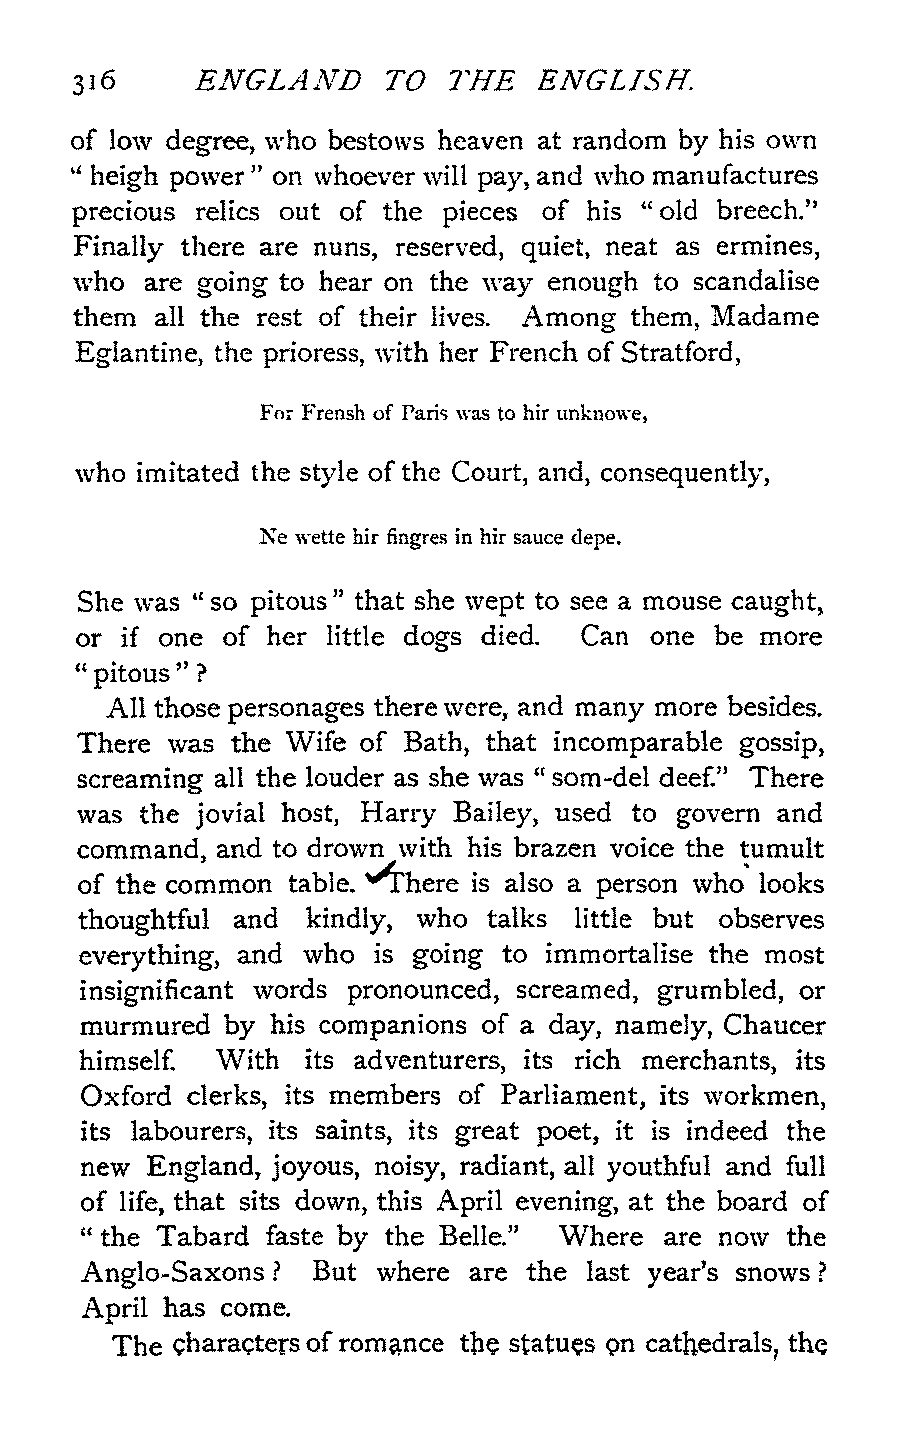 316 ENGLAND TO THE ENGLISH.
of low degree, who bestows heaven at random by his own
“ heigh power ” on whoever will pay, and who manufactures
precious relics out of the pieces of his “ old breech.”
Finally there are nuns, reserved, quiet, neat as ermines,
who are going to hear on the way enough to scandalise
them all the rest of their lives. Among them, Madame
Eglantine, the prioress, with her French of Stratford,
For Frensh of Paris was to hir unknowe,
who imitated the style of the Court, and, consequently,
Ne wette hir fingres in hir sauce depe.
She was “ so pitous ” that she wept to see a mouse caught,
or if one of her little dogs died. Can one be more
“ pitous ” ?
All those personages there were, and many more besides.
There was the Wife of Bath, that incomparable gossip,
screaming all the louder as she was “ som-del deef.” There
was the jovial host, Harry Bailey, used to govern and
command, and to drown with his brazen voice the tumult
of the common table. There is also a person who looks
thoughtful and kindly, who talks little but observes
everything, and who is going to immortalise the most
insignificant words pronounced, screamed, grumbled, or
murmured by his companions of a day, namely, Chaucer
himself. With its adventurers, its rich merchants, its
Oxford clerks, its members of Parliament, its workmen,
its labourers, its saints, its great poet, it is indeed the
new England, joyous, noisy, radiant, all youthful and full
of life, that sits down, this April evening, at the board of
“ the Tabard faste by the Belle.” Where are now the
Anglo-Saxons ? But where are the last year’s snows ?
April has come.
The characters of romance the statues on cathedrals, the